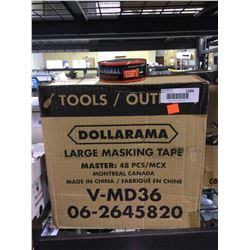 TOOLS / OUT
1394
DOLLARAMA
LARGE MASKING TAPE
MASTER: 48 PCS/MCX
MONTREAL CANADA
MADE IN CHINA / FABRIQUÉ EN CHINE
V-MD36
06-2645820